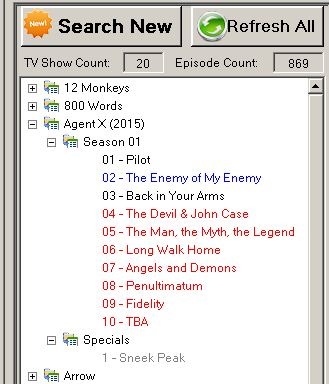 New! Search New Refresh All
TV Show Count: 20 Episode Count: 869
12 Monkeys
800 Words
Agent X (2015)
Season 01
01 - Pilot
02 - The Enemy of My Enemy
03 - Back in Your Arms
04 - The Devil & John Case
05 - The Man, the Myth, the Legend
06 - Long Walk Home
07 - Angels and Demons
08 - Penultimatum
09 - Fidelity
10 - TBA
Specials
1 - Sneek Peak
Arrow